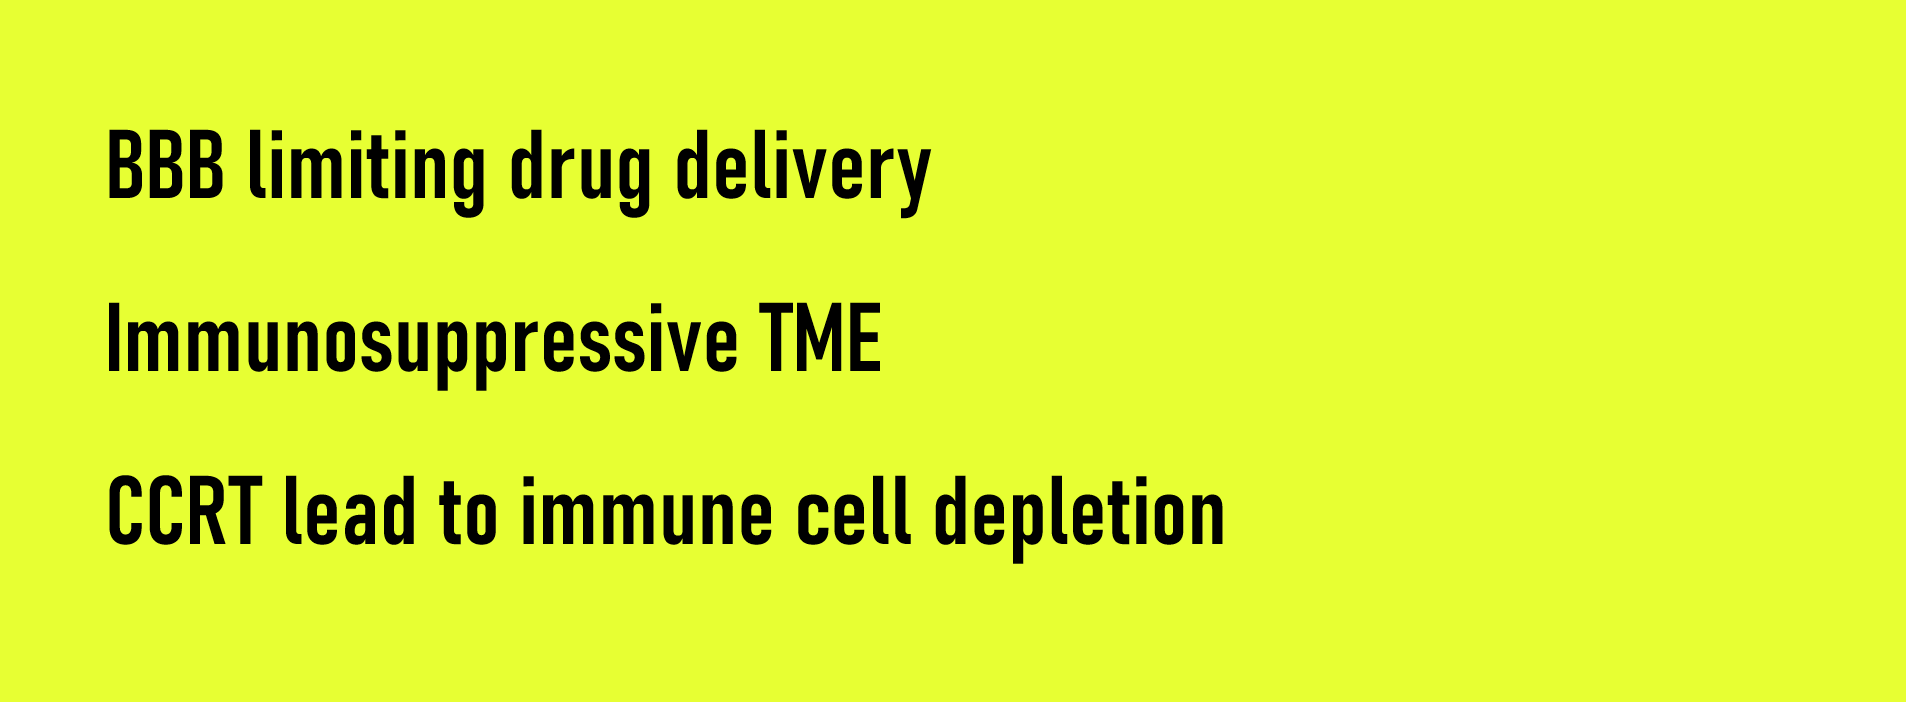 BBB limiting drug delivery
Immunosuppressive TME
CCRT lead to immune cell depletion